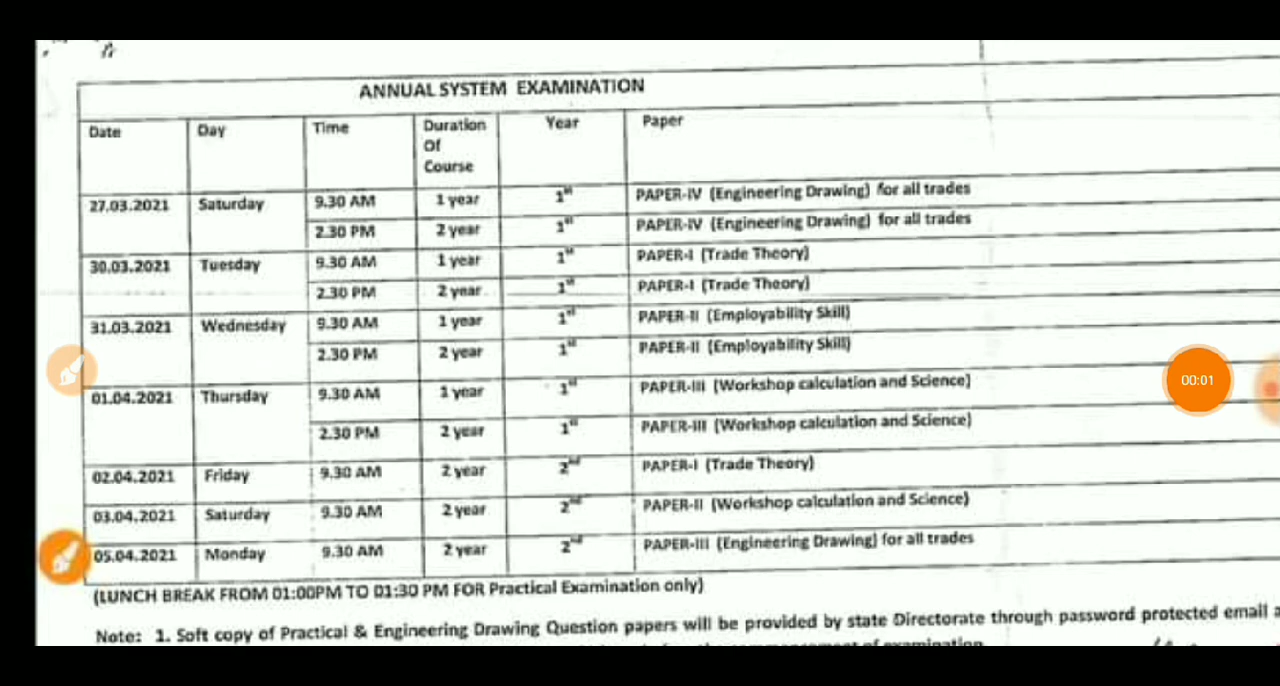 ANNUAL SYSTEM EXAMINATION
Date Day Time Duration Of Course Year Paper
27.03.2021 Saturday 9.30 AM 1 year 1st PAPER-IV (Engineering Drawing) for all trades
2.30 PM 2 year 1st PAPER-IV (Engineering Drawing) for all trades
30.03.2021 Tuesday 9.30 AM 1 year 1st PAPER-I (Trade Theory)
2.30 PM 2 year 1st PAPER-I (Trade Theory)
31.03.2021 Wednesday 9.30 AM 1 year 1st PAPER-II (Employability Skill)
2.30 PM 2 year 1st PAPER-II (Employability Skill)
01.04.2021 Thursday 9.30 AM 1 year 1st PAPER-III (Workshop calculation and Science)
2.30 PM 2 year 1st PAPER-III (Workshop calculation and Science)
02.04.2021 Friday 9.30 AM 2 year 2nd PAPER-I (Trade Theory)
03.04.2021 Saturday 9.30 AM 2 year 2nd PAPER-II (Workshop calculation and Science)
05.04.2021 Monday 9.30 AM 2 year 2nd PAPER-III (Engineering Drawing) for all trades
(LUNCH BREAK FROM 01:00PM TO 01:30 PM FOR Practical Examination only)
Note: 1. Soft copy of Practical & Engineering Drawing Question papers will be provided by state Directorate through password protected email
commencement of examination
00:01